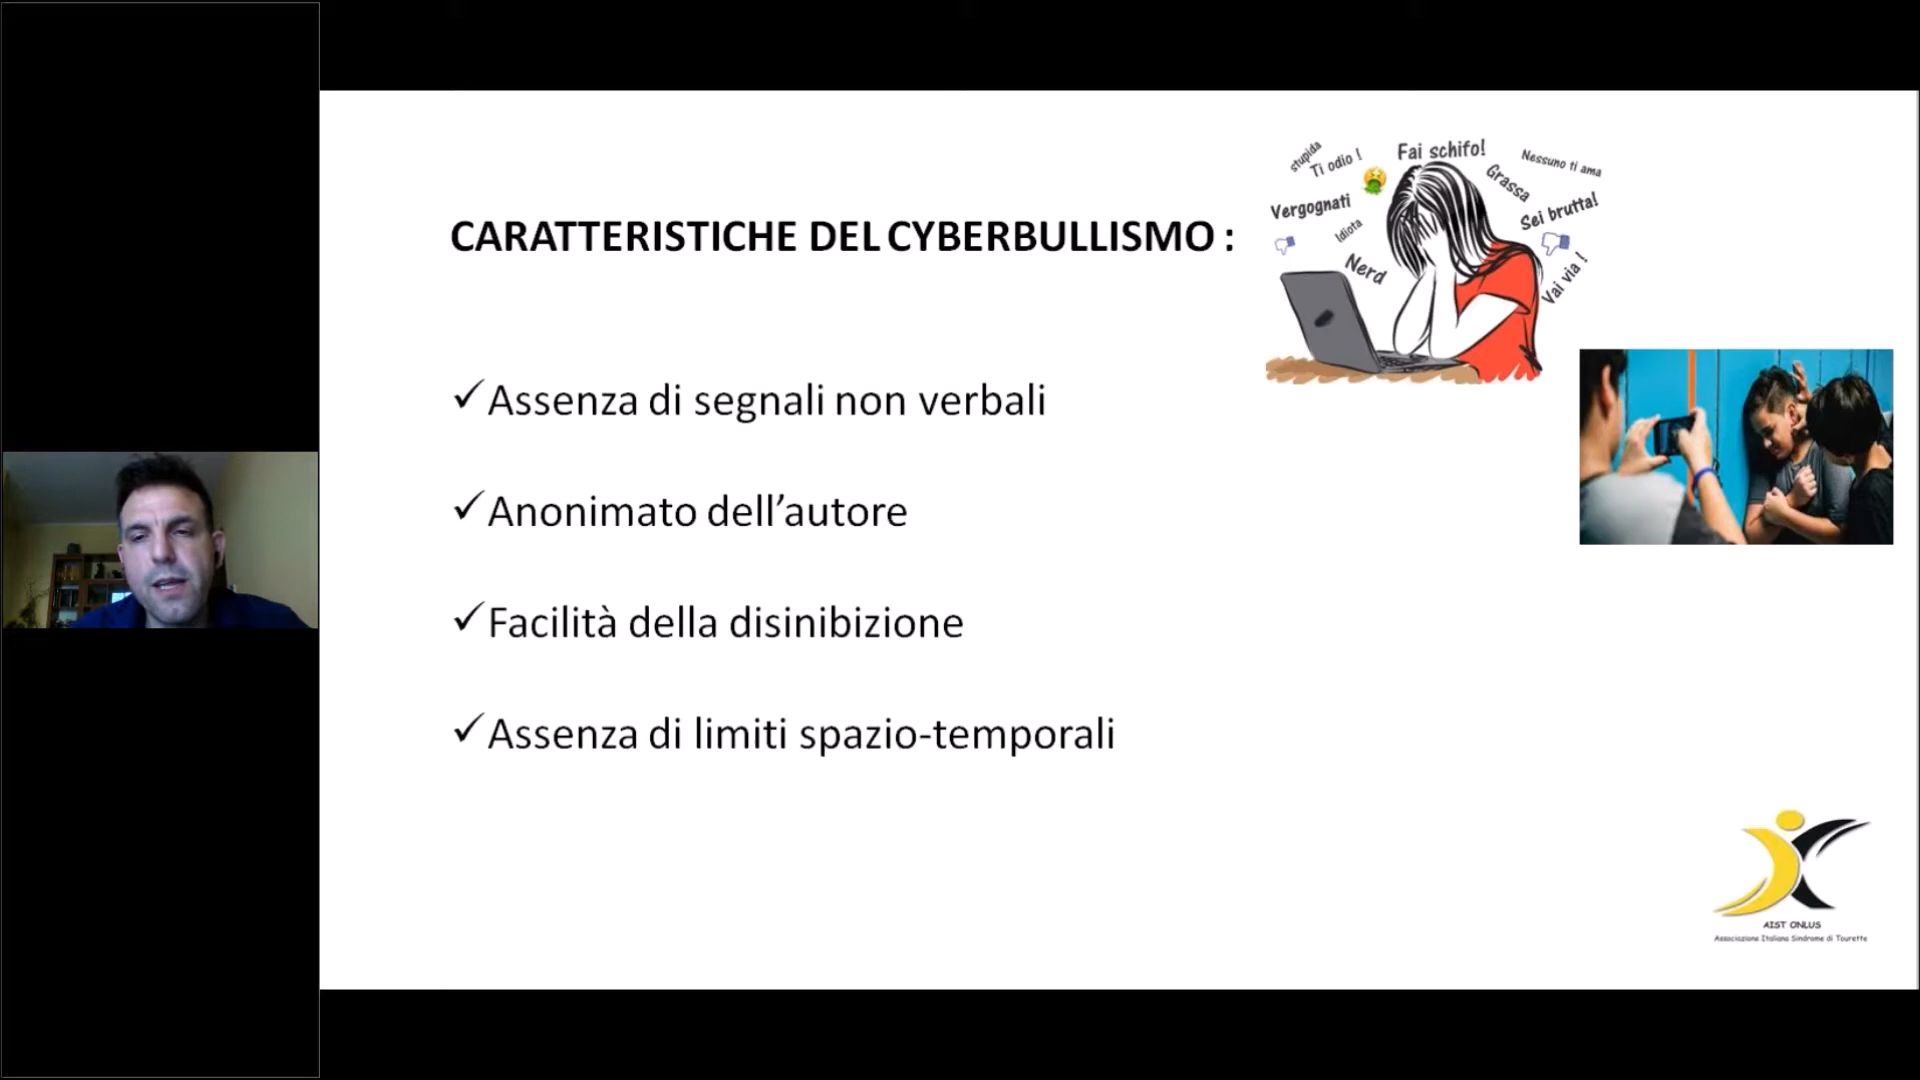 CARATTERISTICHE DEL CYBERBULLISMO :
stupida
Ti odio !
Fai schifo!
Nessuno ti ama
Grassa
Vergognati
Sei brutta!
Idiota
Nerd
Vai via !
Assenza di segnali non verbali
Anonimato dell’autore
Facilità della disinibizione
Assenza di limiti spazio-temporali
AIST ONLUS
Associazione Italiana Sindrome di Tourette